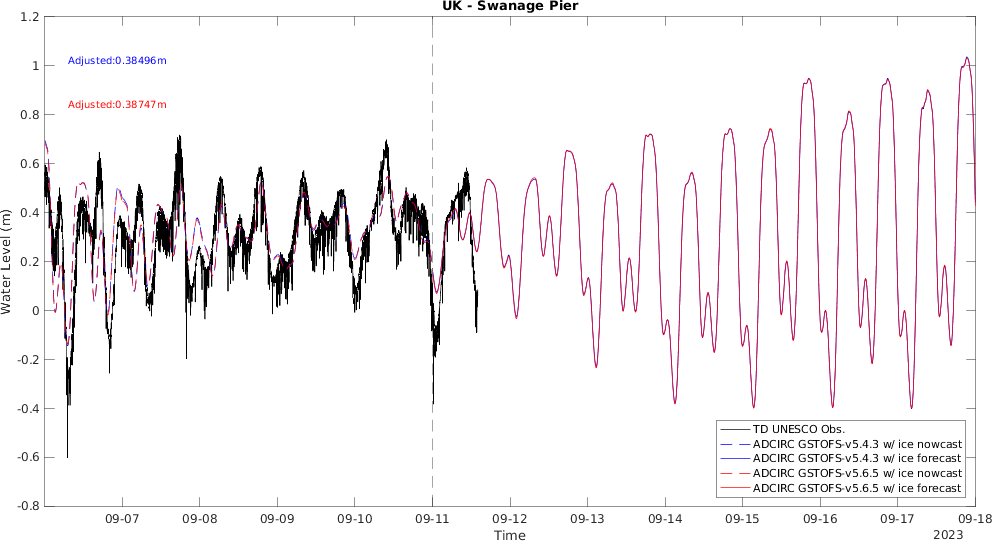 UK - Swanage Pier
1.2
1
0.8
0.6
0.4
0.2
0
-0.2
-0.4
-0.6
-0.8
Water Level (m)
Adjusted:0.38496m
Adjusted:0.38747m
TD UNESCO Obs.
ADCIRC GSTOFS-v5.4.3 w/ ice nowcast
ADCIRC GSTOFS-v5.4.3 w/ ice forecast
ADCIRC GSTOFS-v5.6.5 w/ ice nowcast
ADCIRC GSTOFS-v5.6.5 w/ ice forecast
09-07 09-08 09-09 09-10 09-11 09-12 09-13 09-14 09-15 09-16 09-17 09-18
Time
2023